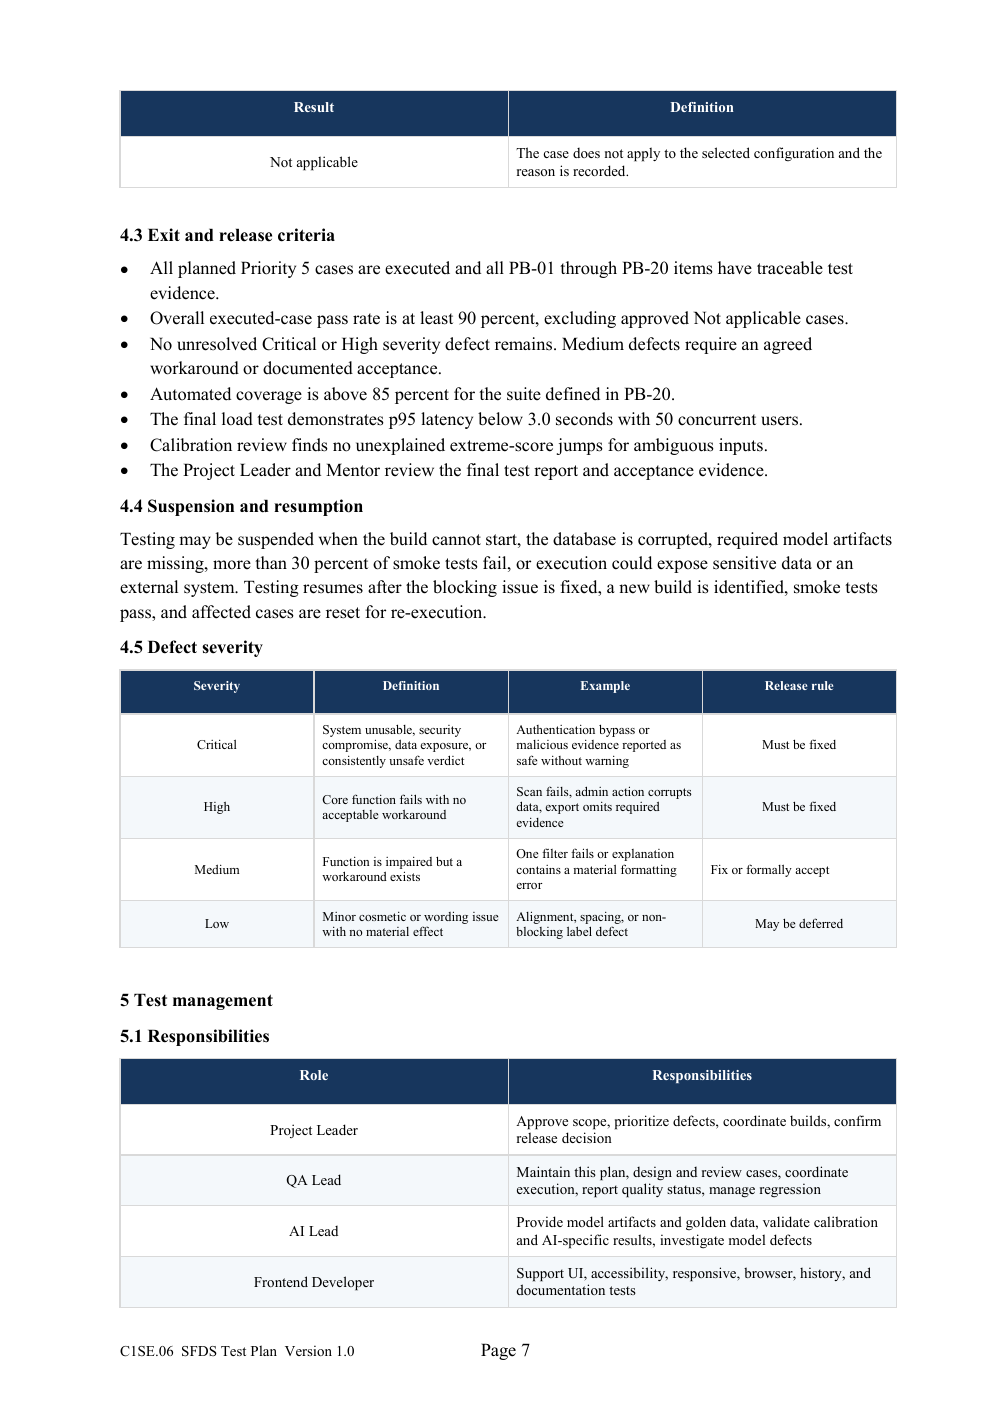 Result Definition
Not applicable
The case does not apply to the selected configuration and the
reason is recorded.
4.3 Exit and release criteria
• All planned Priority 5 cases are executed and all PB-01 through PB-20 items have traceable test
evidence.
• Overall executed-case pass rate is at least 90 percent, excluding approved Not applicable cases.
• No unresolved Critical or High severity defect remains. Medium defects require an agreed
workaround or documented acceptance.
• Automated coverage is above 85 percent for the suite defined in PB-20.
• The final load test demonstrates p95 latency below 3.0 seconds with 50 concurrent users.
• Calibration review finds no unexplained extreme-score jumps for ambiguous inputs.
• The Project Leader and Mentor review the final test report and acceptance evidence.
4.4 Suspension and resumption
Testing may be suspended when the build cannot start, the database is corrupted, required model artifacts
are missing, more than 30 percent of smoke tests fail, or execution could expose sensitive data or an
external system. Testing resumes after the blocking issue is fixed, a new build is identified, smoke tests
pass, and affected cases are reset for re-execution.
4.5 Defect severity
Severity Definition Example Release rule
Critical
System unusable, security
compromise, data exposure, or
consistently unsafe verdict
Authentication bypass or
malicious evidence reported as
safe without warning
Must be fixed
High
Core function fails with no
acceptable workaround
Scan fails, admin action corrupts
data, export omits required
evidence
Must be fixed
Medium
Function is impaired but a
workaround exists
One filter fails or explanation
contains a material formatting
error
Fix or formally accept
Low
Minor cosmetic or wording issue
with no material effect
Alignment, spacing, or non-
blocking label defect
May be deferred
5 Test management
5.1 Responsibilities
Role Responsibilities
Project Leader
Approve scope, prioritize defects, coordinate builds, confirm
release decision
QA Lead
Maintain this plan, design and review cases, coordinate
execution, report quality status, manage regression
AI Lead
Provide model artifacts and golden data, validate calibration
and AI-specific results, investigate model defects
Frontend Developer
Support UI, accessibility, responsive, browser, history, and
documentation tests
C1SE.06 SFDS Test Plan Version 1.0 Page 7